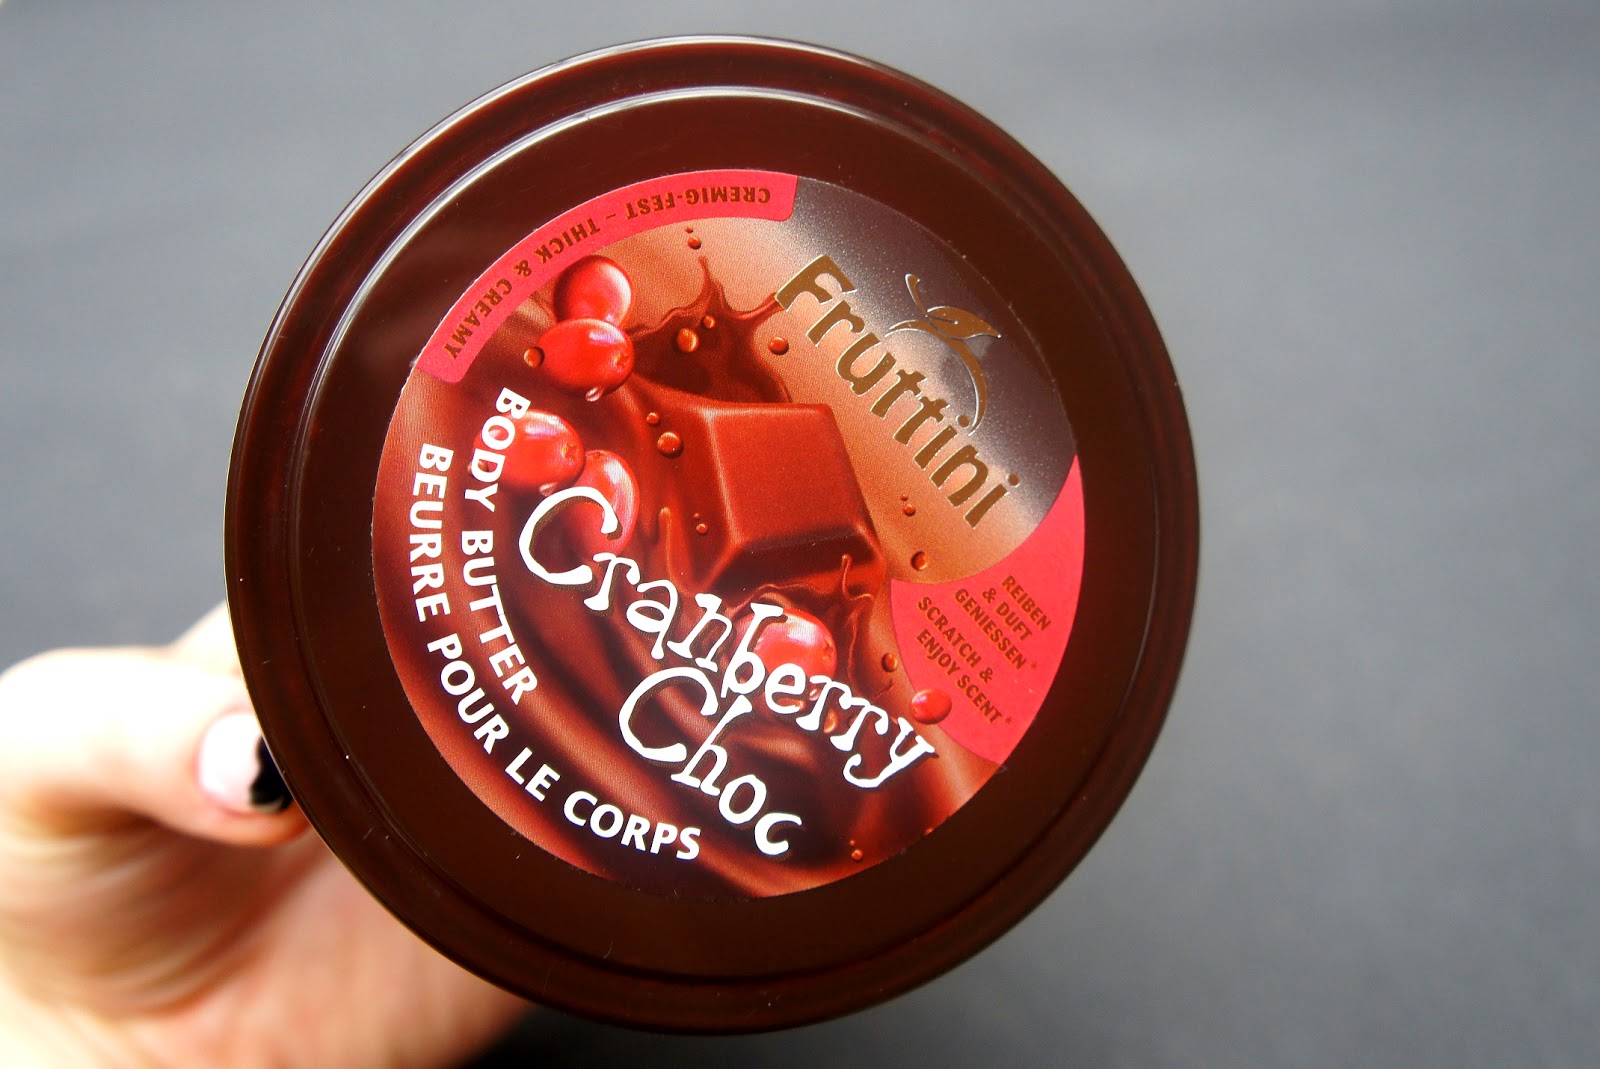 CREMIG-FEST – THICK & CREAMY
Fruttini
REIBEN
& DUFT
GENIESSEN*
SCRATCH &
ENJOY SCENT*
Cranberry
Choc
BODY BUTTER
BEURRE POUR LE CORPS